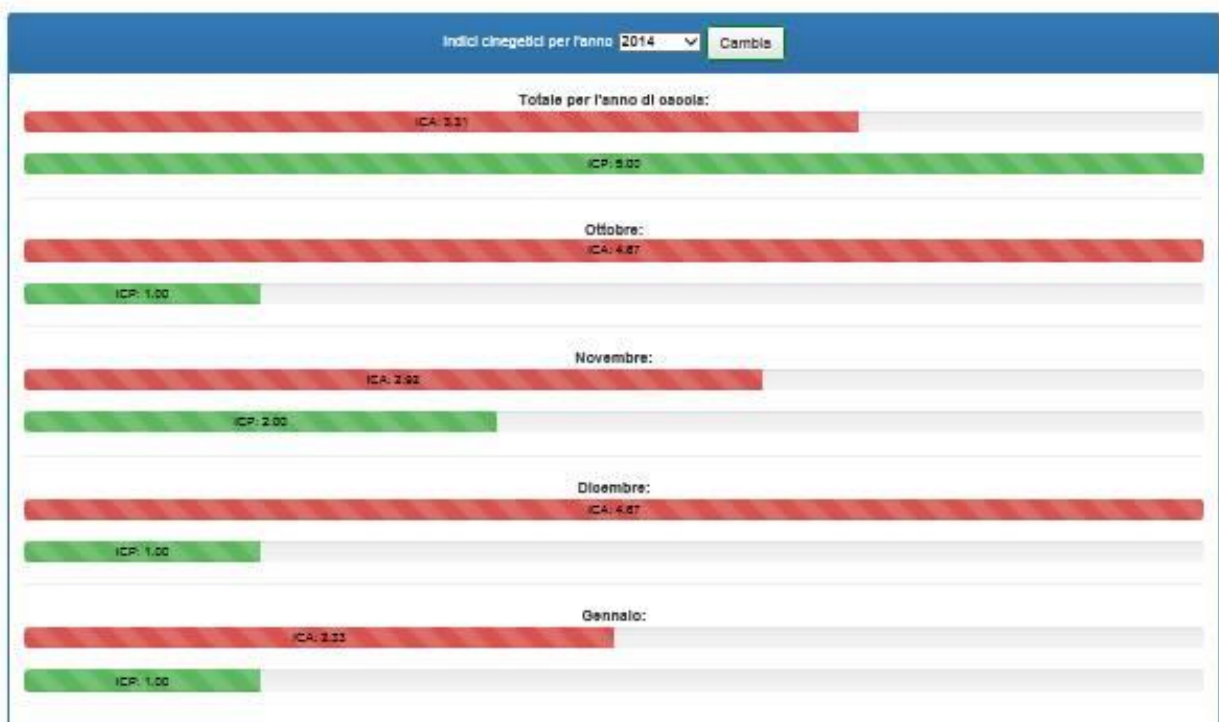 Indici cinegetici per l'anno 2014 Cambia
Totale per l'anno di caccia:
ICA: 3.31
ICP: 5.00
Ottobre:
ICA: 4.67
ICP: 1.00
Novembre:
ICA: 2.92
ICP: 2.00
Dicembre:
ICA: 4.67
ICP: 1.00
Gennaio:
ICA: 2.33
ICP: 1.00